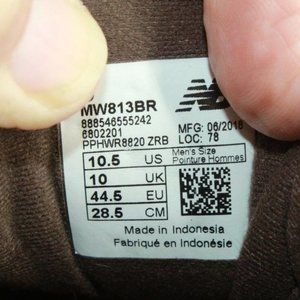 MW813BR
888546555242
6802201
PPHWR8820 ZRB
MFG: 06/2016
LOC: 78
Men's Size
Pointure Hommes
10.5 US
10 UK
44.5 EU
28.5 CM
Made in Indonesia
Fabriqué en Indonésie